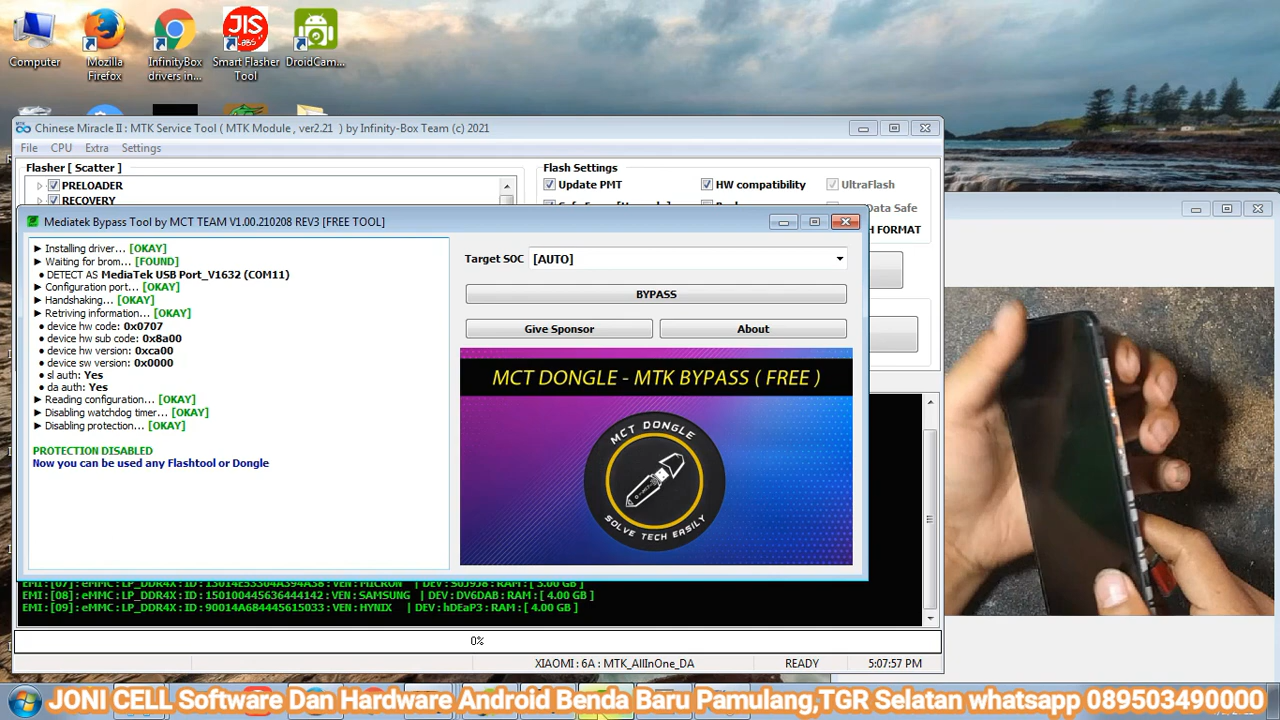 Computer
Mozilla
Firefox
InfinityBox
drivers in...
JIS
Labs
Smart Flasher
Tool
DroidCam...
Chinese Miracle II : MTK Service Tool ( MTK Module , ver2.21 ) by Infinity-Box Team (c) 2021
File CPU Extra Settings
Flasher [ Scatter ]
PRELOADER
RECOVERY
Flash Settings
Update PMT
HW compatibility
UltraFlash
Data Safe
FORMAT
Mediatek Bypass Tool by MCT TEAM V1.00.210208 REV3 [FREE TOOL]
► Installing driver... [OKAY]
► Waiting for brom... [FOUND]
• DETECT AS MediaTek USB Port_V1632 (COM11)
► Configuration port... [OKAY]
► Handshaking... [OKAY]
► Retriving information... [OKAY]
• device hw code: 0x0707
• device hw sub code: 0x8a00
• device hw version: 0xca00
• device sw version: 0x0000
• sl auth: Yes
• da auth: Yes
► Reading configuration... [OKAY]
► Disabling watchdog timer... [OKAY]
► Disabling protection... [OKAY]
PROTECTION DISABLED
Now you can be used any Flashtool or Dongle
Target SOC [AUTO]
BYPASS
Give Sponsor
About
MCT DONGLE - MTK BYPASS ( FREE )
MCT DONGLE
SOLVE TECH EASILY
EMI : [08] : eMMC : LP_DDR4X : ID : 150100445636444142 : VEN : SAMSUNG | DEV : DV6DAB : RAM : [ 4.00 GB ]
EMI : [09] : eMMC : LP_DDR4X : ID : 90014A684445615033 : VEN : HYNIX | DEV : hDEaP3 : RAM : [ 4.00 GB ]
0%
XIAOMI : 6A : MTK_AllInOne_DA
READY
5:07:57 PM
JONI CELL Software Dan Hardware Android Benda Baru Pamulang,TGR Selatan whatsapp 089503490000